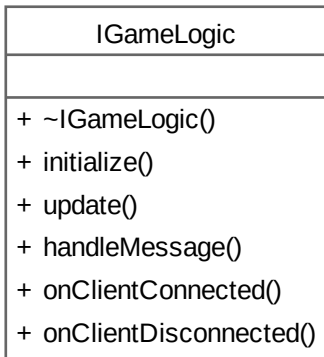 IGameLogic
+ ~IGameLogic()
+ initialize()
+ update()
+ handleMessage()
+ onClientConnected()
+ onClientDisconnected()